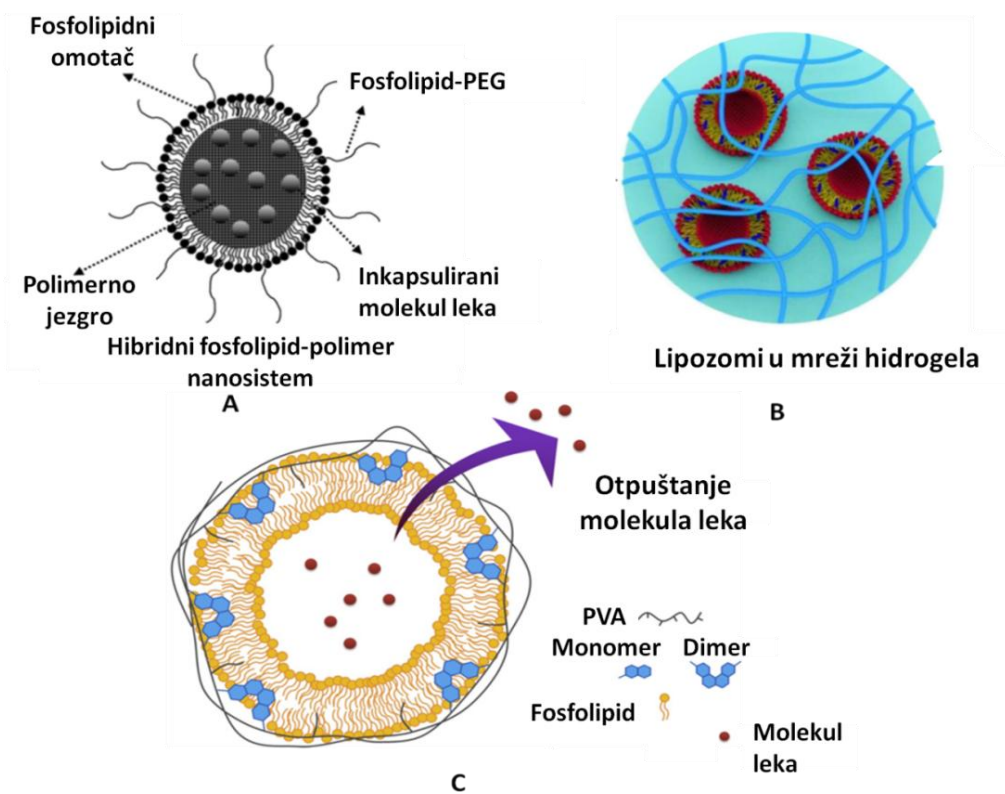 Fosfolipidni
omotač
Fosfolipid-PEG
Polimerno
jezgro
Inkapsulirani
molekul leka
Hibridni fosfolipid-polimer
nanosistem
A
Lipozomi u mreži hidrogela
B
Otpuštanje
molekula leka
PVA
Monomer Dimer
Fosfolipid
Molekul
leka
C